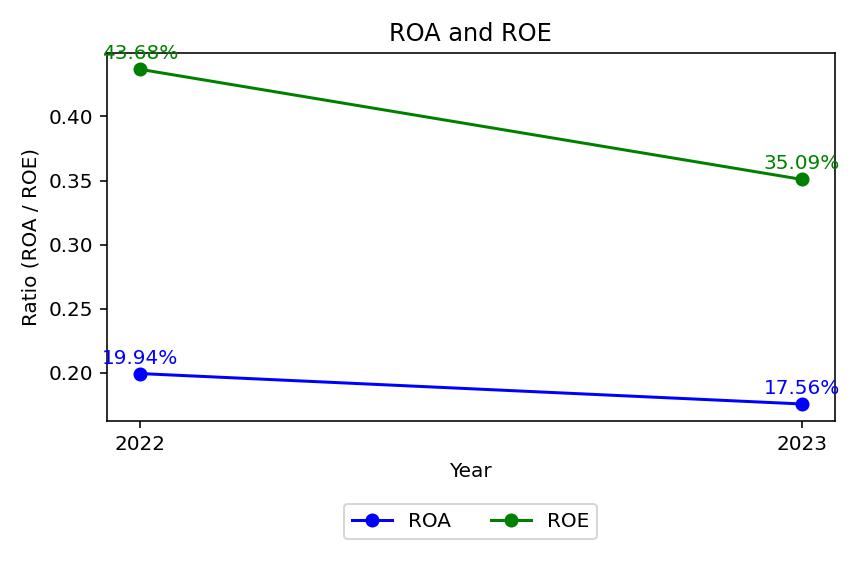 ROA and ROE
43.68%
35.09%
19.94%
17.56%
0.40
0.35
0.30
0.25
0.20
Ratio (ROA / ROE)
2022 2023
Year
ROA ROE